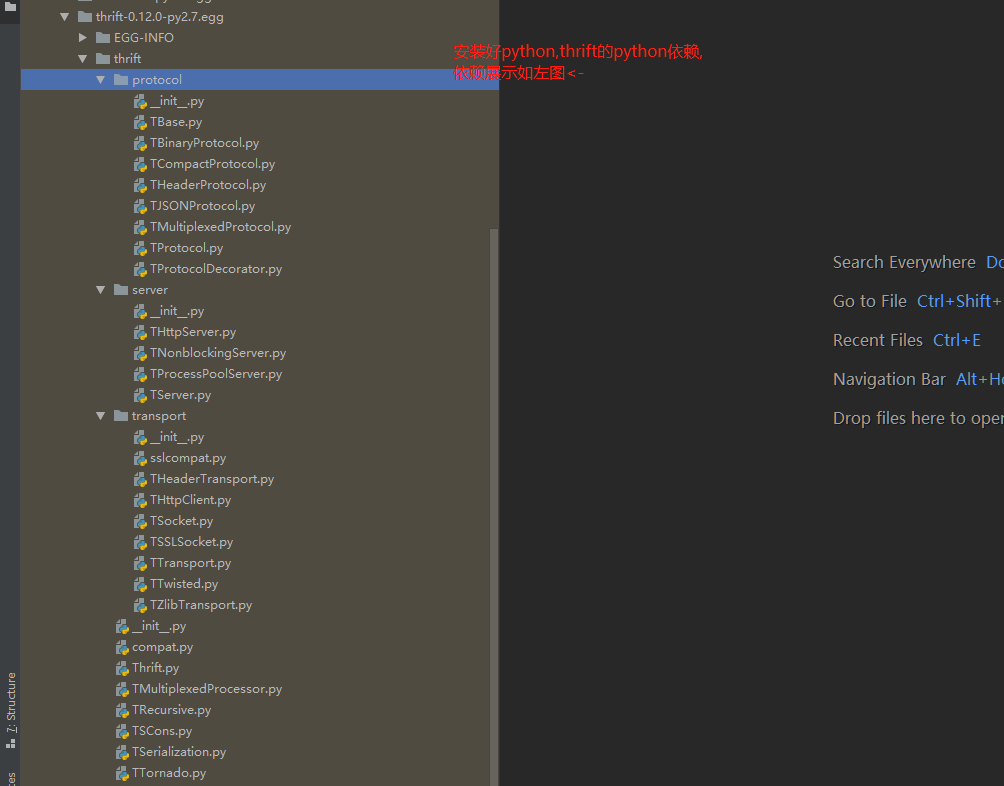 thrift-0.12.0-py2.7.egg
EGG-INFO
thrift
安装好python,thrift的python依赖,
依赖展示如左图<-
protocol
__init__.py
TBase.py
TBinaryProtocol.py
TCompactProtocol.py
THeaderProtocol.py
TJSONProtocol.py
TMultiplexedProtocol.py
TProtocol.py
TProtocolDecorator.py
server
__init__.py
THttpServer.py
TNonblockingServer.py
TProcessPoolServer.py
TServer.py
transport
__init__.py
sslcompat.py
THeaderTransport.py
THttpClient.py
TSocket.py
TSSLSocket.py
TTransport.py
TTwisted.py
TZlibTransport.py
__init__.py
compat.py
Thrift.py
TMultiplexedProcessor.py
TRecursive.py
TSCons.py
TSerialization.py
TTornado.py
Search Everywhere
Go to File Ctrl+Shift+
Recent Files Ctrl+E
Navigation Bar Alt+
Drop files here to
7: Structure